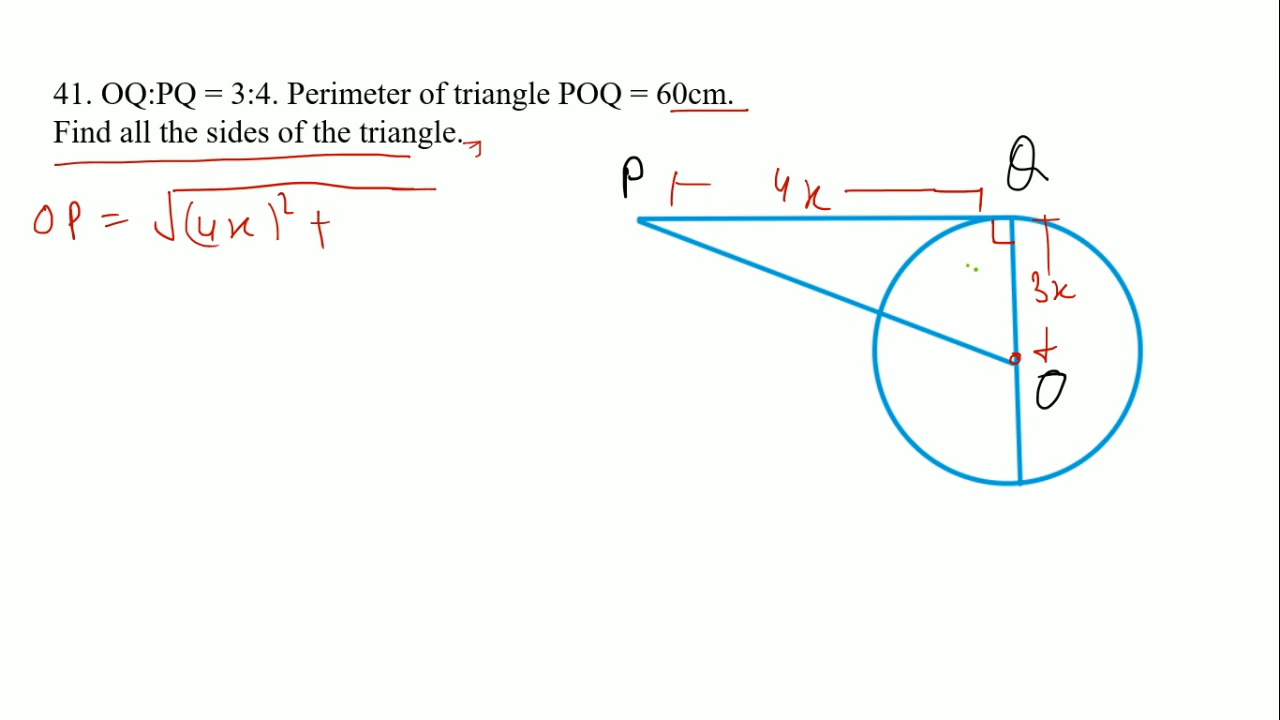 41. OQ:PQ = 3:4. Perimeter of triangle POQ = 60cm.
Find all the sides of the triangle.
P 4x Q
OP = √(4x)² +
3x
O